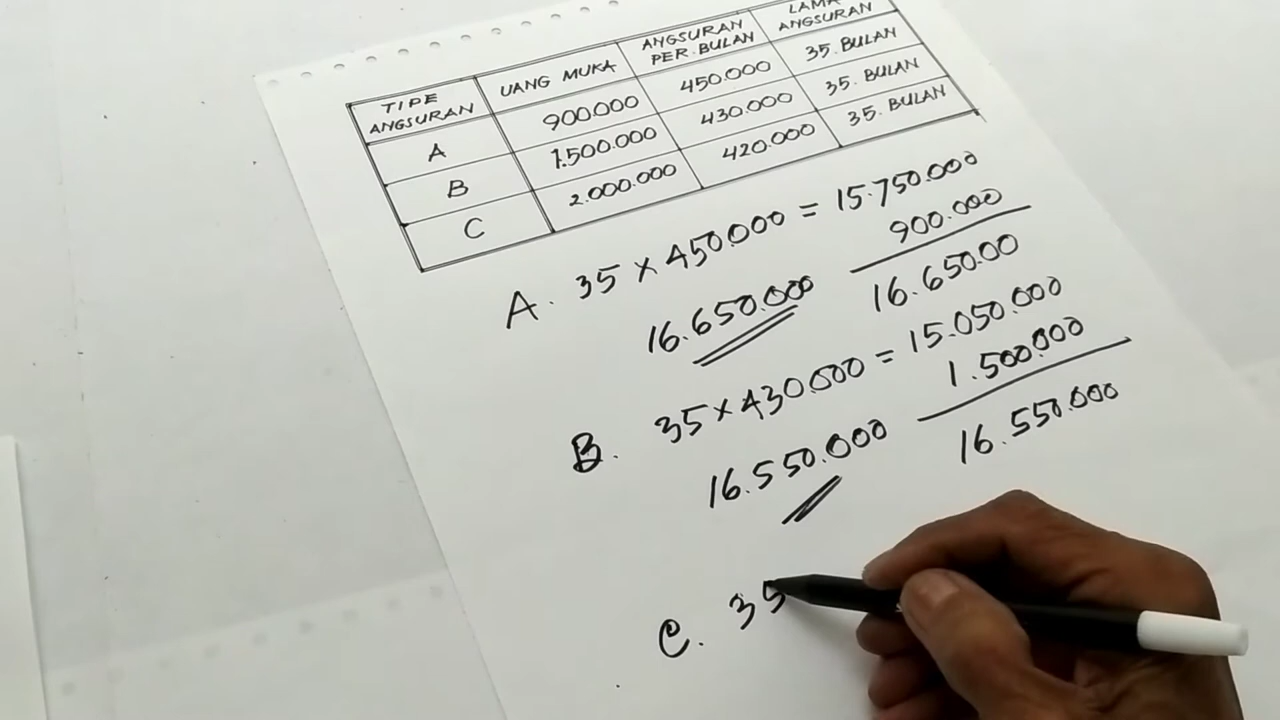 TIPE ANGSURAN UANG MUKA ANGSURAN PER.BULAN LAMA ANGSURAN
A 900.000 450.000 35. BULAN
B 1.500.000 430.000 35. BULAN
C 2.000.000 420.000 35. BULAN
A. 35 x 450.000 = 15.750.000
900.000
16.650.000 16.650.00
B. 35 x 430.000 = 15.050.000
1.500.000
16.550.000 16.550.000
C. 35